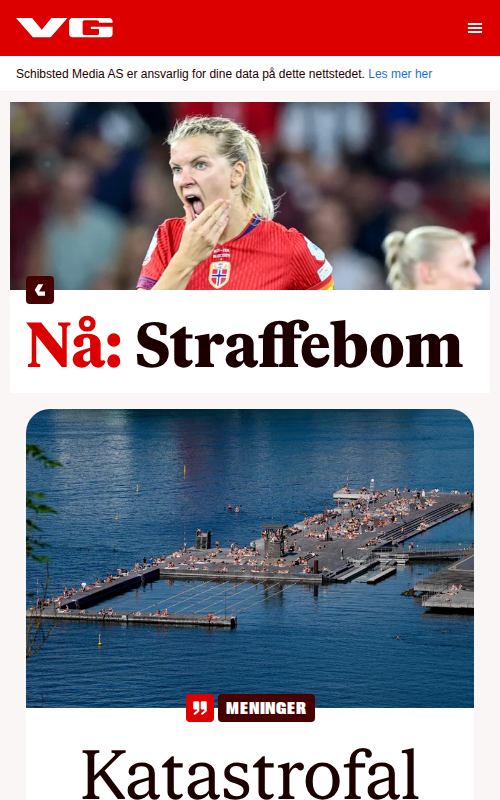 VG
Schibsted Media AS er ansvarlig for dine data på dette nettstedet. Les mer her
Nå: Straffebom
MENINGER
Katastrofal